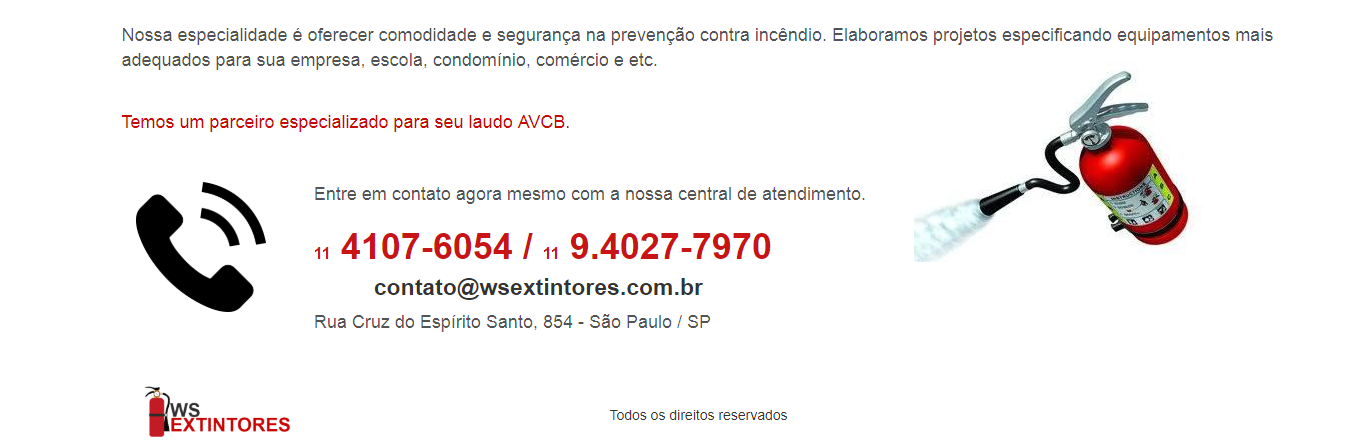 Nossa especialidade é oferecer comodidade e segurança na prevenção contra incêndio. Elaboramos projetos especificando equipamentos mais
adequados para sua empresa, escola, condomínio, comércio e etc.
Temos um parceiro especializado para seu laudo AVCB.
Entre em contato agora mesmo com a nossa central de atendimento.
11 4107-6054 / 11 9.4027-7970
contato@wsextintores.com.br
Rua Cruz do Espírito Santo, 854 - São Paulo / SP
INSTRUCTIONS
A
B
C
WS
EXTINTORES
Todos os direitos reservados